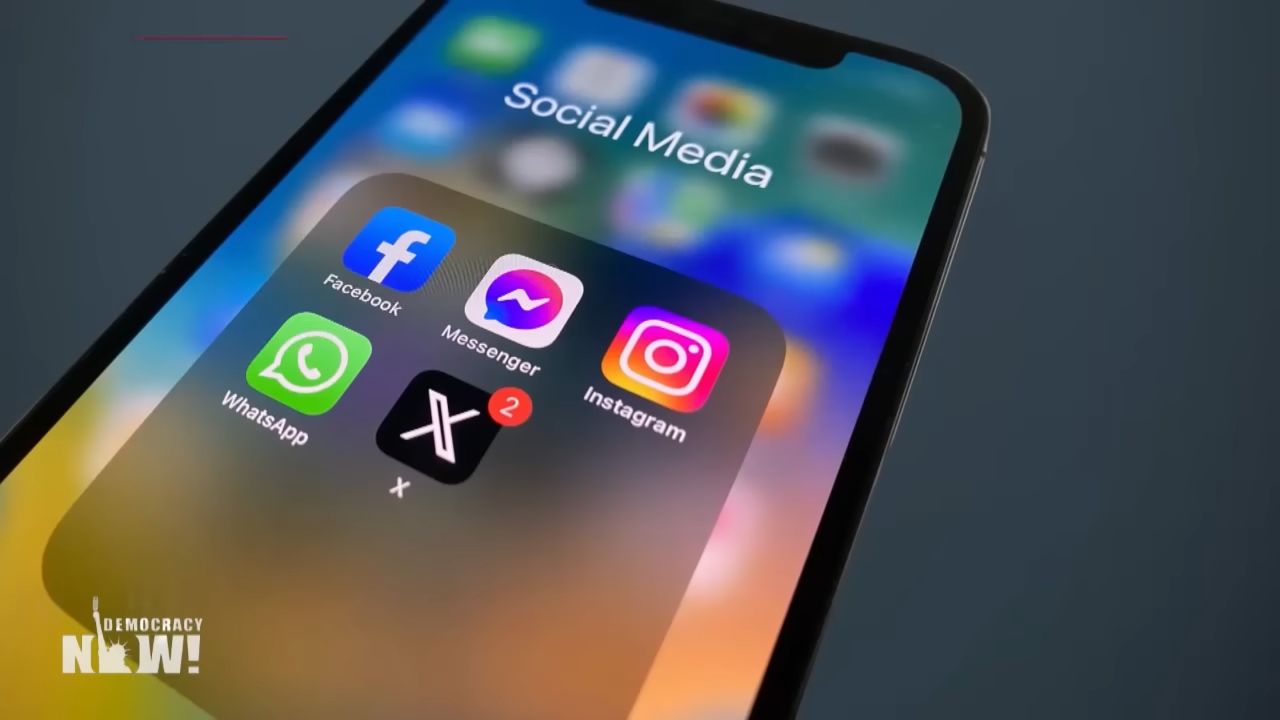 Social Media
Facebook
Messenger
Instagram
WhatsApp
2
X
DEMOCRACY
NOW!